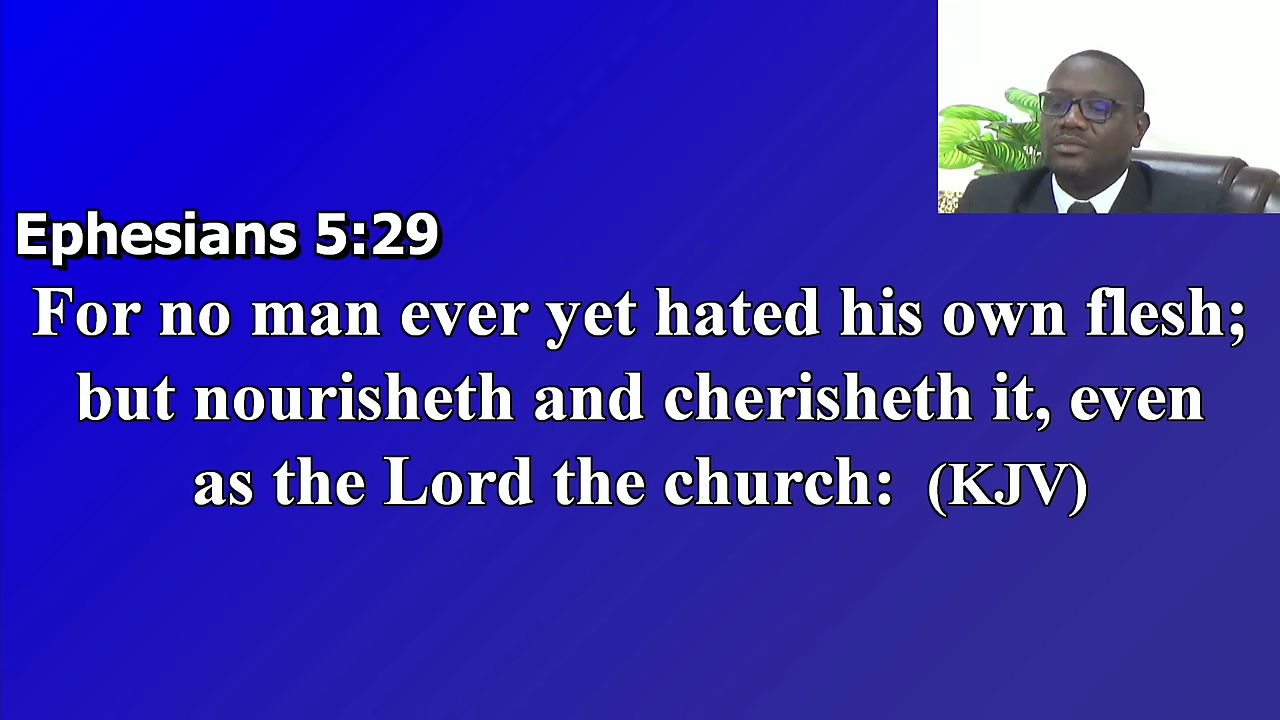 Ephesians 5:29
For no man ever yet hated his own flesh;
but nourisheth and cherisheth it, even
as the Lord the church: (KJV)